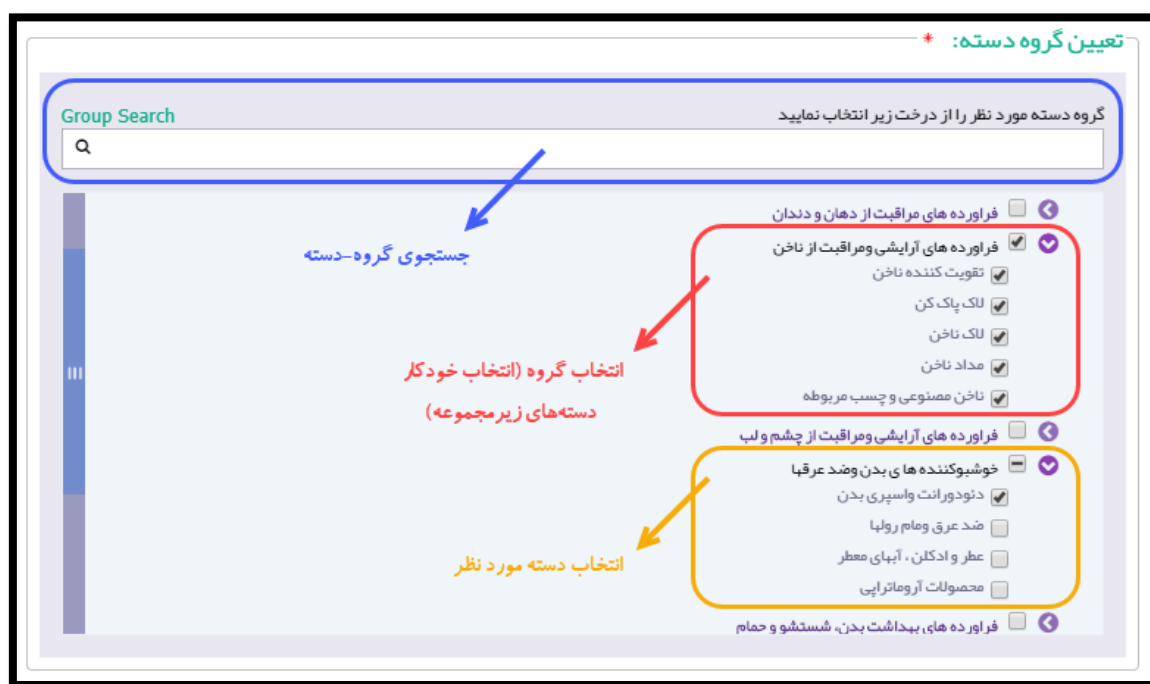 تعیین گروه دسته: *
گروه دسته مورد نظر را از درخت زیر انتخاب نمایید
Group Search
جستجوی گروه-دسته
فراورده های مراقبت از دهان و دندان
فراورده های آرایشی ومراقبت از ناخن
تقویت کننده ناخن
لاک پاک کن
لاک ناخن
مداد ناخن
ناخن مصنوعی و چسب مربوطه
انتخاب گروه (انتخاب خودکار
دسته‌های زیرمجموعه)
فراورده های آرایشی ومراقبت از چشم و لب
خوشبوکننده ها ی بدن وضد عرقها
دئودورانت واسپری بدن
ضد عرق ومام رولها
عطر و ادکلن ، آبهای معطر
محصولات آروماتراپی
انتخاب دسته مورد نظر
فراورده های بهداشت بدن، شستشو و حمام